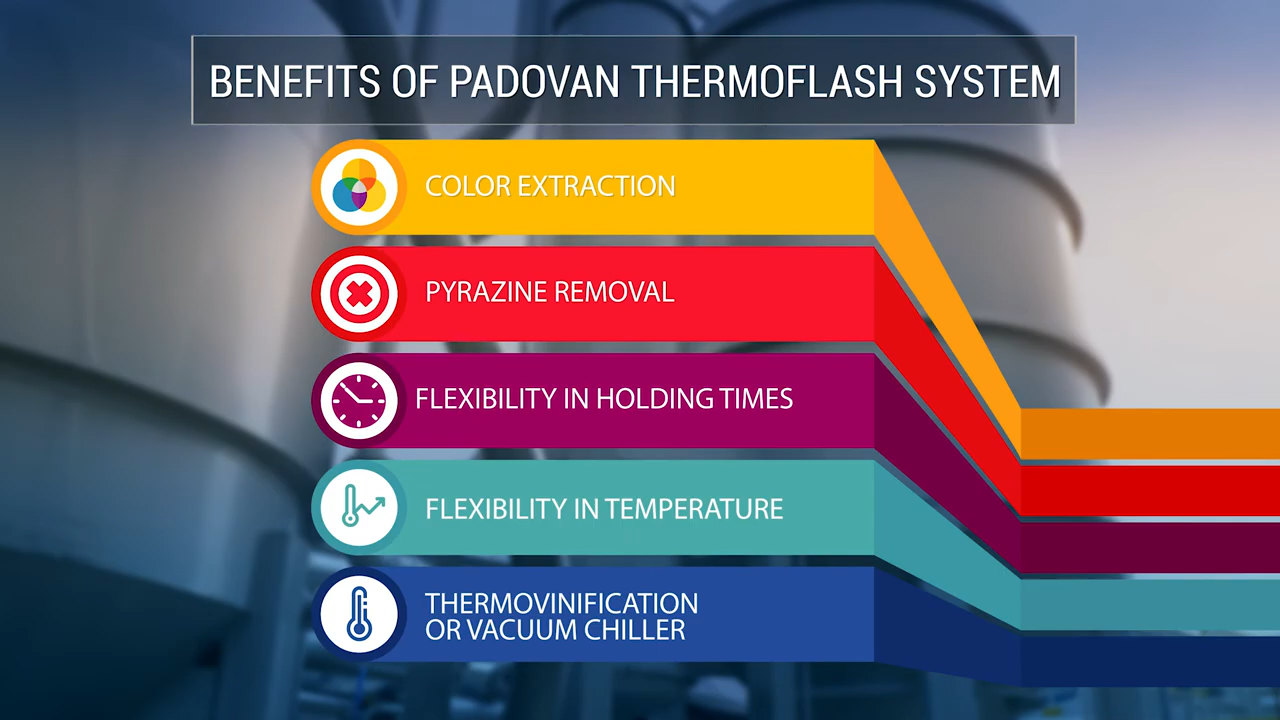 BENEFITS OF PADOVAN THERMOFLASH SYSTEM
COLOR EXTRACTION
PYRAZINE REMOVAL
FLEXIBILITY IN HOLDING TIMES
FLEXIBILITY IN TEMPERATURE
THERMOVINIFICATION
OR VACUUM CHILLER